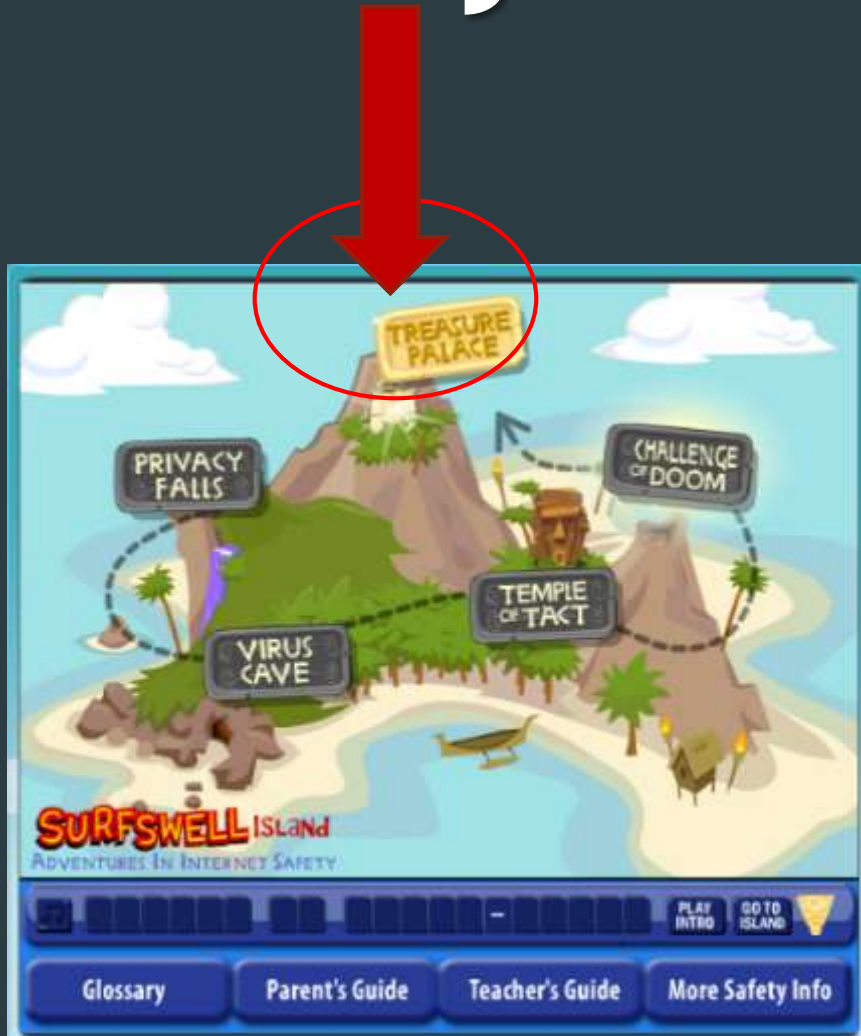 TREASURE
PALACE
PRIVACY
FALLS
CHALLENGE
OF DOOM
TEMPLE
OF TACT
VIRUS
CAVE
SURFSWELL ISLAND
ADVENTURES IN INTERNET SAFETY
–
PLAY
INTRO
GO TO
ISLAND
Glossary
Parent's Guide
Teacher's Guide
More Safety Info